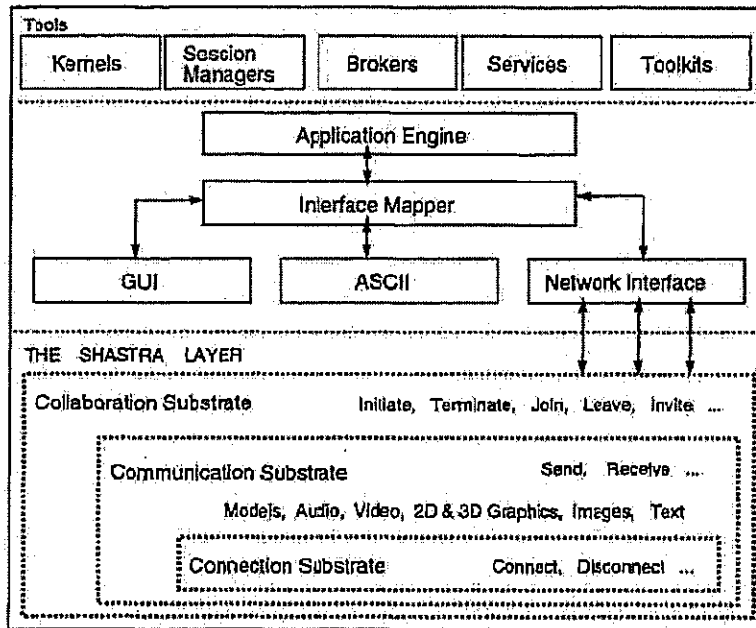 Tools
Kernels
Session
Managers
Brokers
Services
Toolkits
Application Engine
Interface Mapper
GUI
ASCII
Network Interface
THE SHASTRA LAYER
Collaboration Substrate
Initiate, Terminate, Join, Leave, Invite ...
Communication Substrate
Send, Receive ...
Models, Audio, Video, 2D & 3D Graphics, Images, Text
Connection Substrate
Connect, Disconnect ...